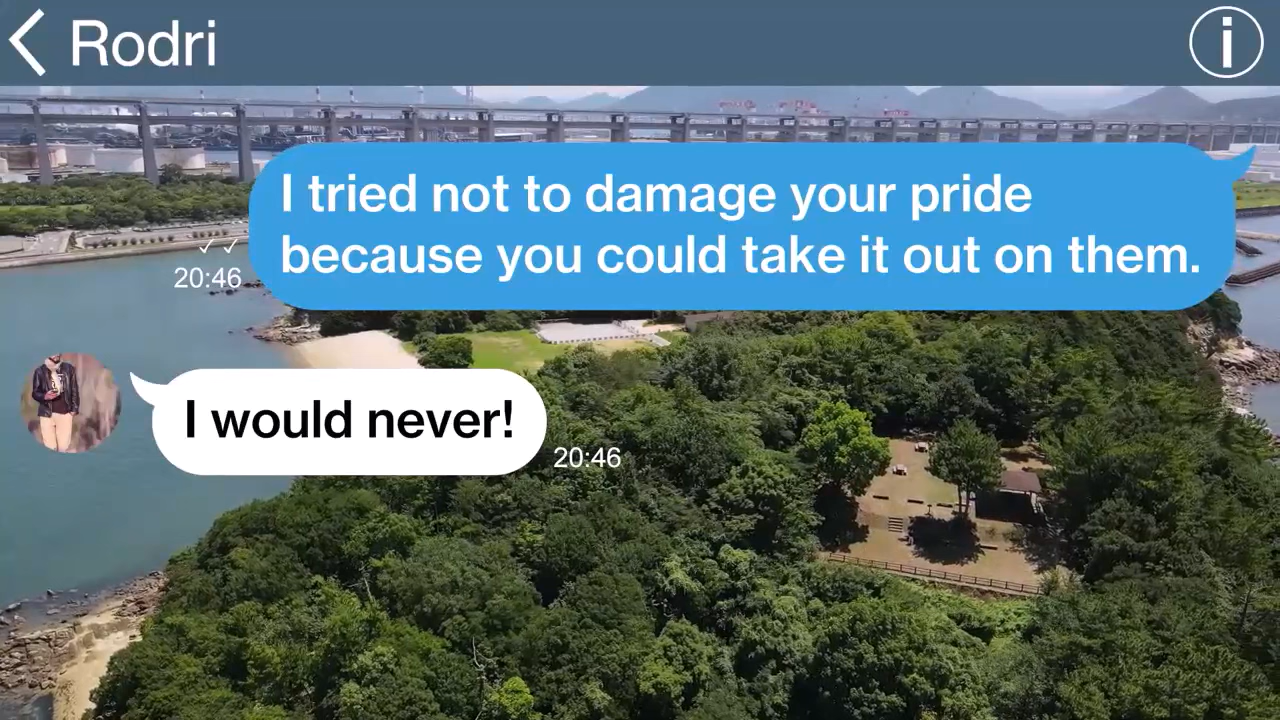 Rodri
I tried not to damage your pride
because you could take it out on them.
20:46
I would never!
20:46